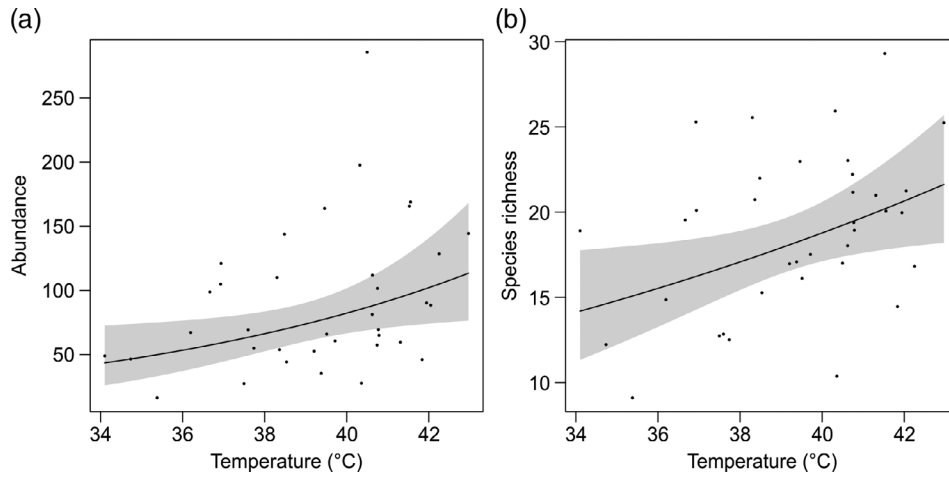 (a)
Abundance
250
200
150
100
50
34 36 38 40 42
Temperature (°C)
(b)
Species richness
30
25
20
15
10
34 36 38 40 42
Temperature (°C)